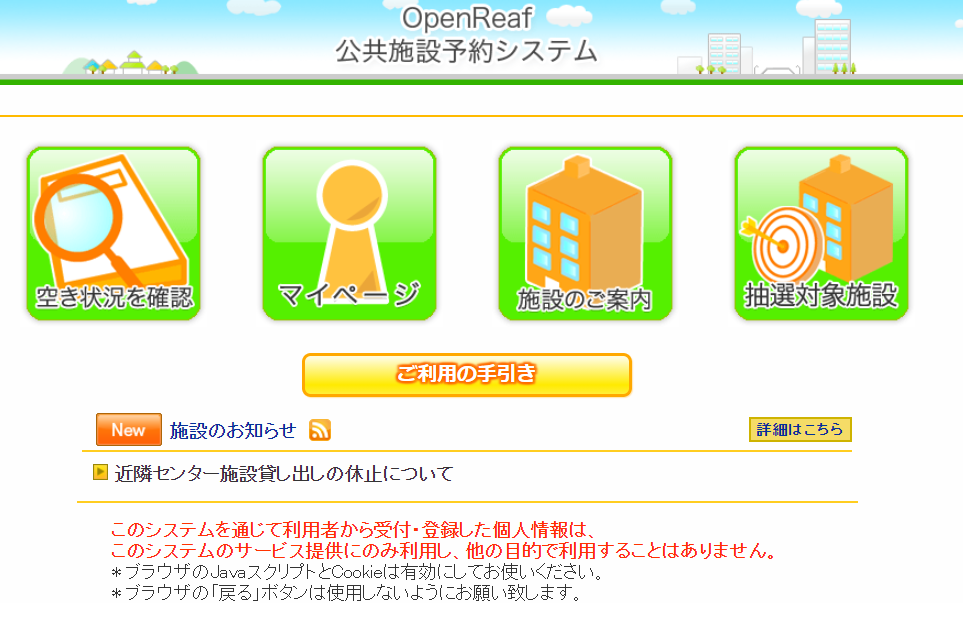 OpenReaf
公共施設予約システム
空き状況を確認
マイページ
施設のご案内
抽選対象施設
ご利用の手引き
New 施設のお知らせ 詳細はこちら
近隣センター施設貸し出しの休止について
このシステムを通じて利用者から受付・登録した個人情報は、
このシステムのサービス提供にのみ利用し、他の目的で利用することはありません。
＊ブラウザのJavaスクリプトとCookieは有効にしてお使いください。
＊ブラウザの「戻る」ボタンは使用しないようにお願い致します。